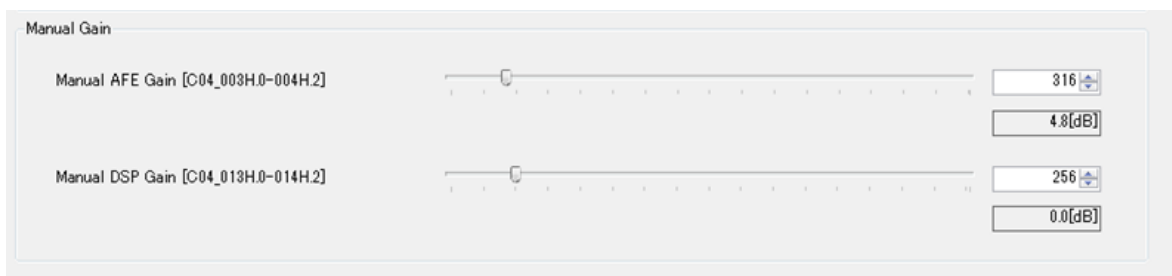 Manual Gain
Manual AFE Gain [C04_003H.0-004H.2]
316
4.8[dB]
Manual DSP Gain [C04_013H.0-014H.2]
256
0.0[dB]